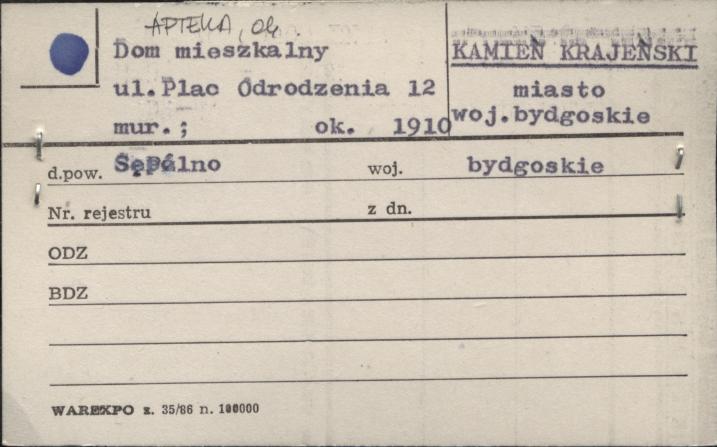 APTEKA, ok.
Dom mieszkalny
ul.Plac Odrodzenia 12
mur.; ok. 1910
KAMIEŃ KRAJEŃSKI
miasto
woj.bydgoskie
d.pow. Sępólno woj. bydgoskie
Nr. rejestru z dn.
ODZ
BDZ
WAREXPO z. 35/86 n. 100000